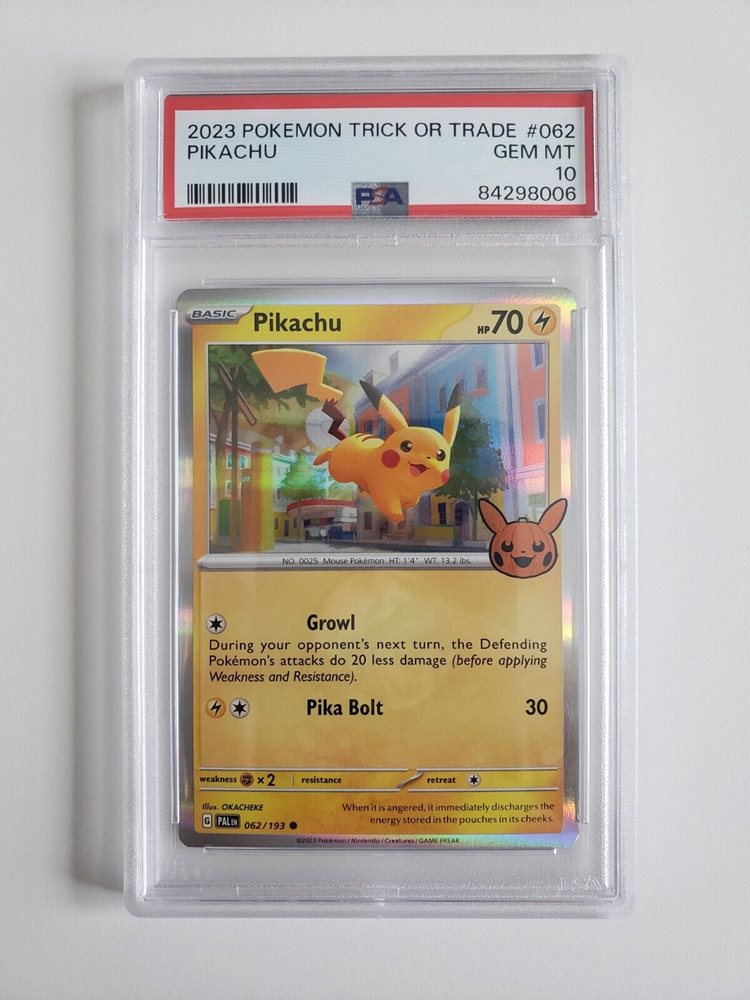 2023 POKEMON TRICK OR TRADE #062
PIKACHU GEM MT
10
PSA 84298006
BASIC Pikachu HP 70
NO. 0025 Mouse Pokémon HT: 1'4" WT: 13.2 lbs.
Growl
During your opponent's next turn, the Defending
Pokémon's attacks do 20 less damage (before applying
Weakness and Resistance).
Pika Bolt 30
weakness ×2 resistance retreat
Illus. OKACHEKE
When it is angered, it immediately discharges the
energy stored in the pouches in its cheeks.
G PAL EN 062/193
©2023 Pokémon / Nintendo / Creatures / GAME FREAK